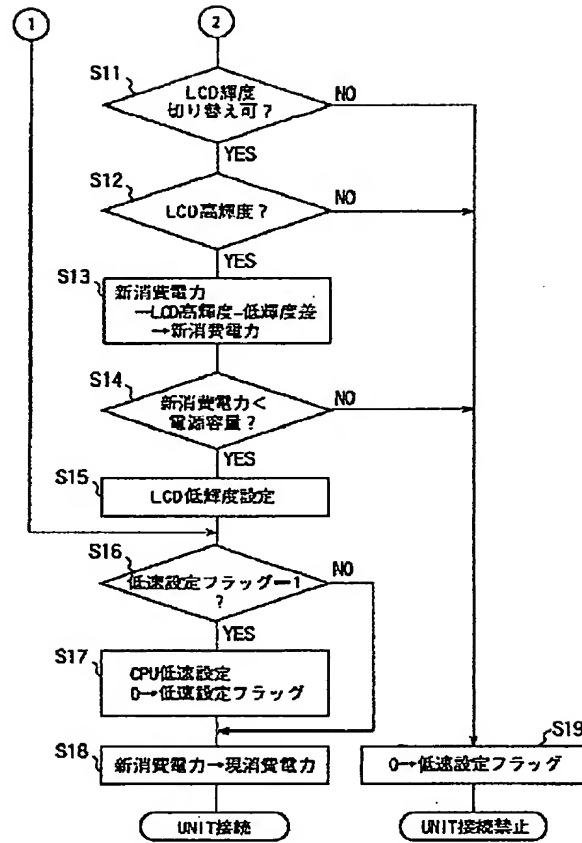 1
2
S11
LCD輝度
切り替え可?
NO
YES
S12
LCD高輝度?
NO
YES
S13
新消費電力
−LCD高輝度−低輝度差
→新消費電力
S14
新消費電力<
電源容量?
NO
YES
S15
LCD低輝度設定
S16
低速設定フラッグ=1
?
NO
YES
S17
CPU低速設定
0→低速設定フラッグ
S18
新消費電力→現消費電力
S19
0→低速設定フラッグ
UNIT接続
UNIT接続禁止